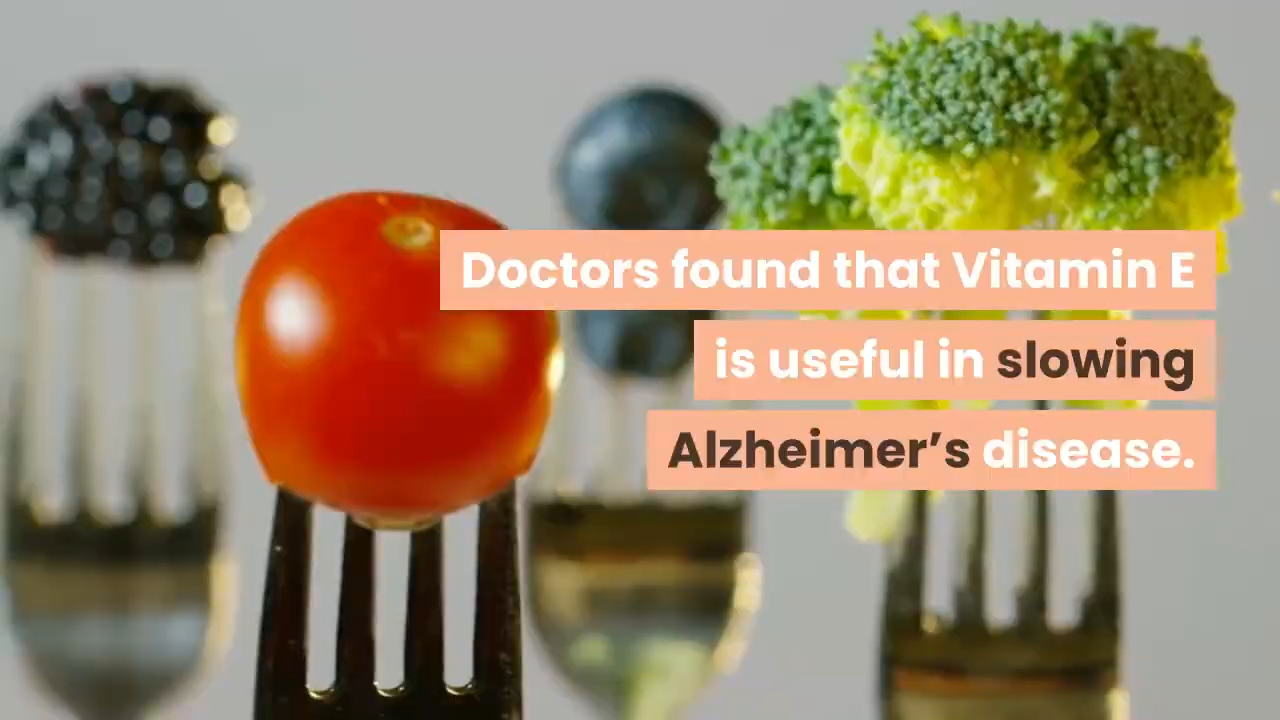 Doctors found that Vitamin E
is useful in slowing
Alzheimer’s disease.